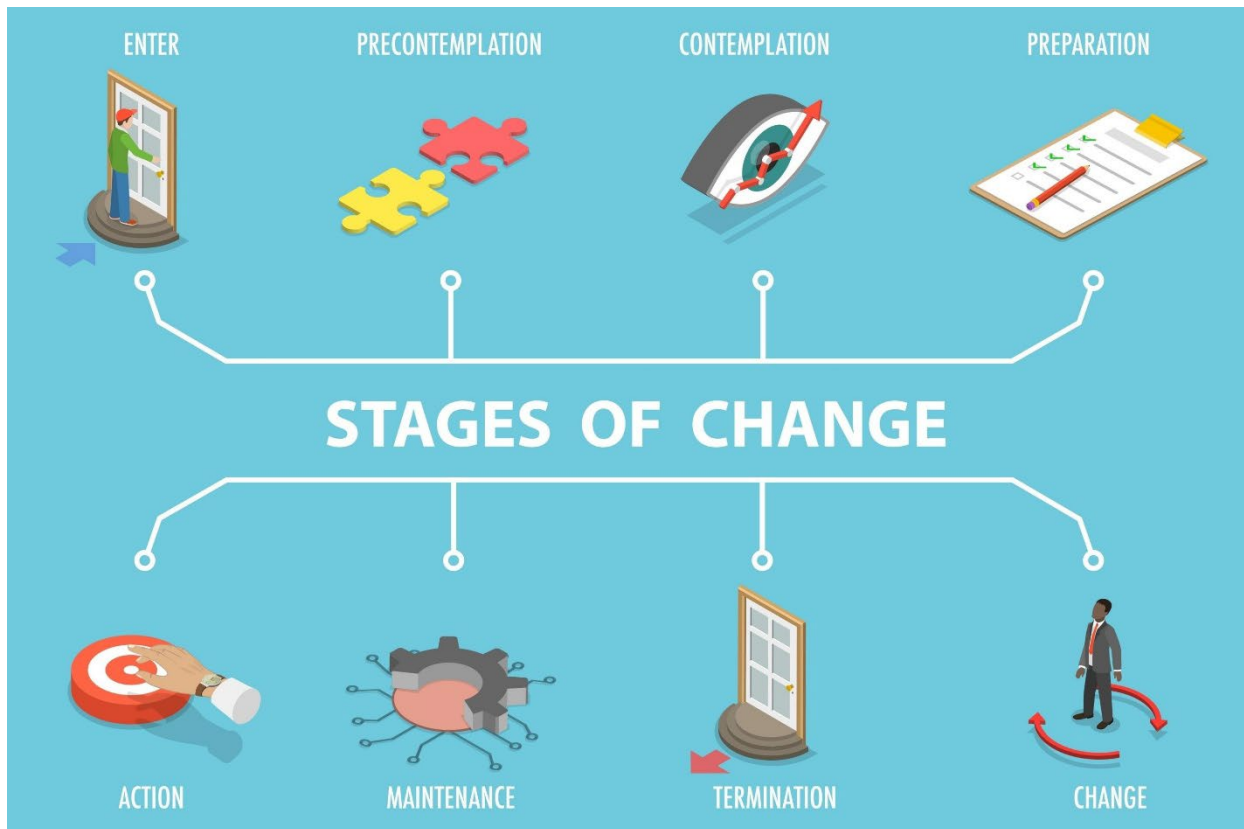 ENTER
PRECONTEMPLATION
CONTEMPLATION
PREPARATION
STAGES OF CHANGE
ACTION
MAINTENANCE
TERMINATION
CHANGE